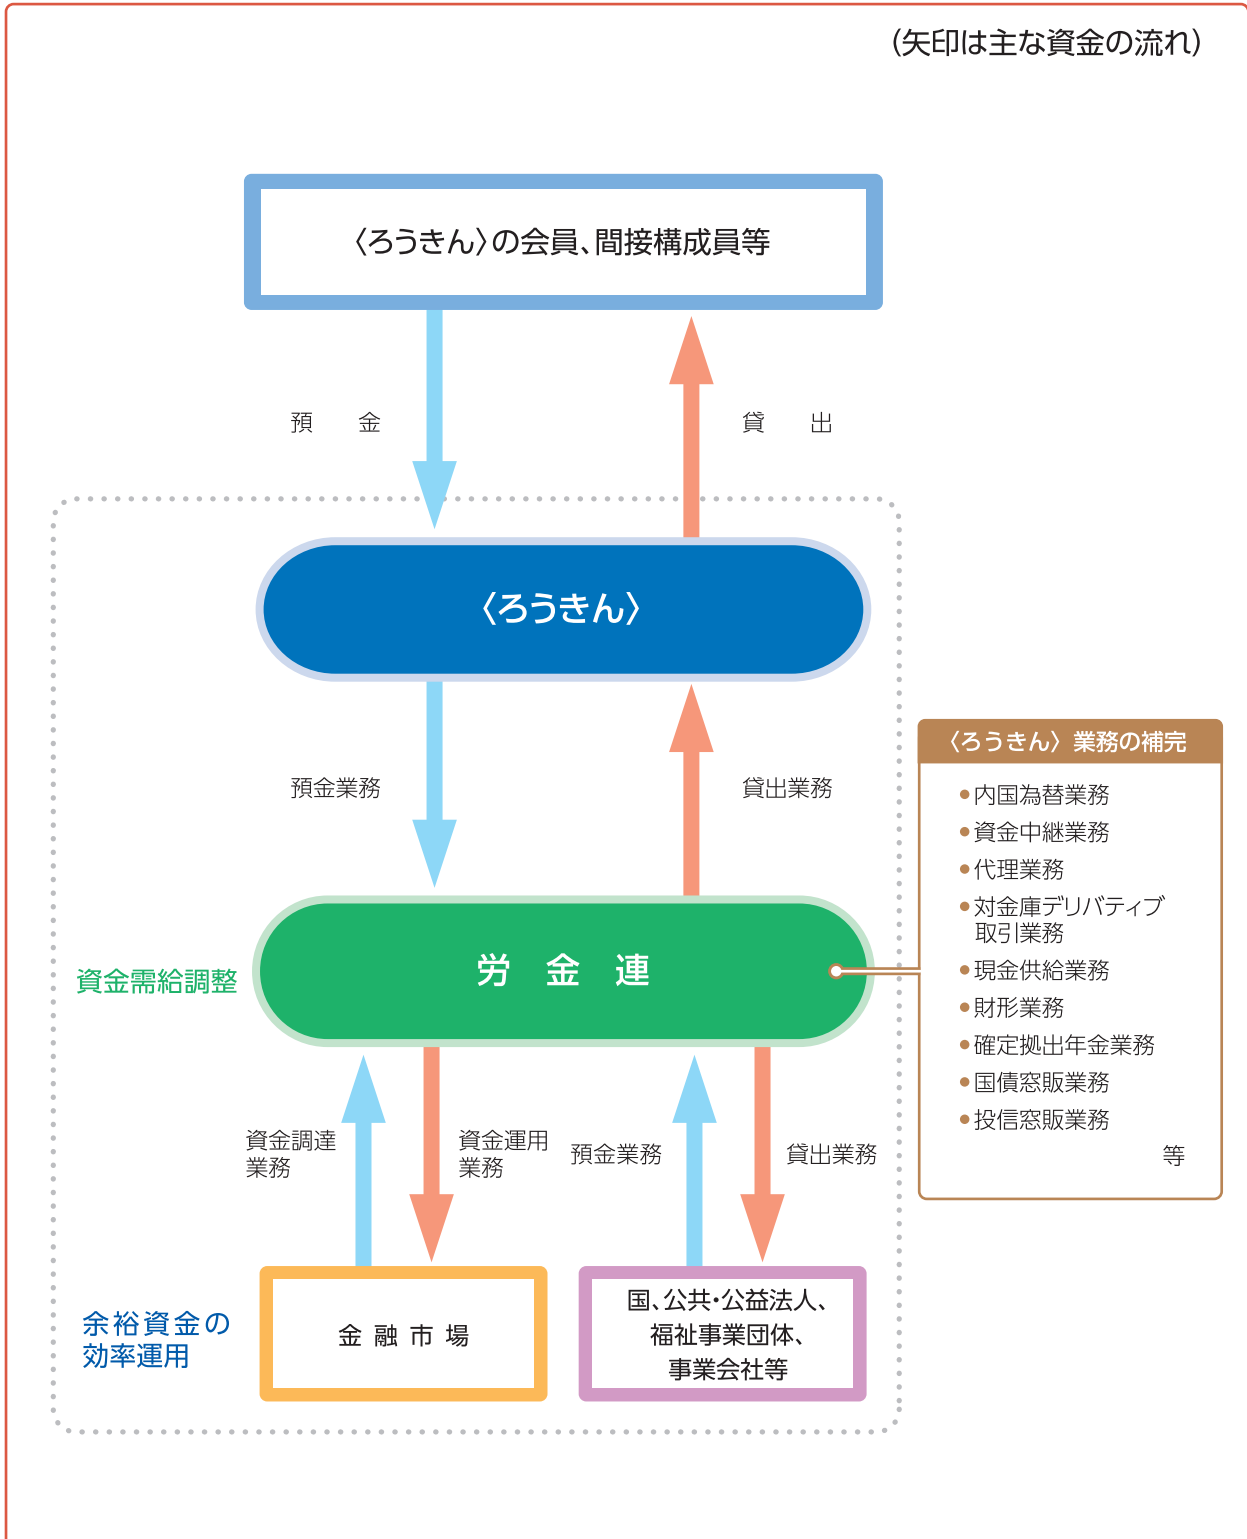 （矢印は主な資金の流れ）
〈ろうきん〉の会員、間接構成員等
預　金
貸　出
〈ろうきん〉
預金業務
貸出業務
〈ろうきん〉業務の補完
●内国為替業務
●資金中継業務
●代理業務
●対金庫デリバティブ
取引業務
●現金供給業務
●財形業務
●確定拠出年金業務
●国債窓販業務
●投信窓販業務
等
資金需給調整
労　金　連
資金調達
業務
資金運用
業務
預金業務
貸出業務
余裕資金の
効率運用
金融市場
国、公共・公益法人、
福祉事業団体、
事業会社等